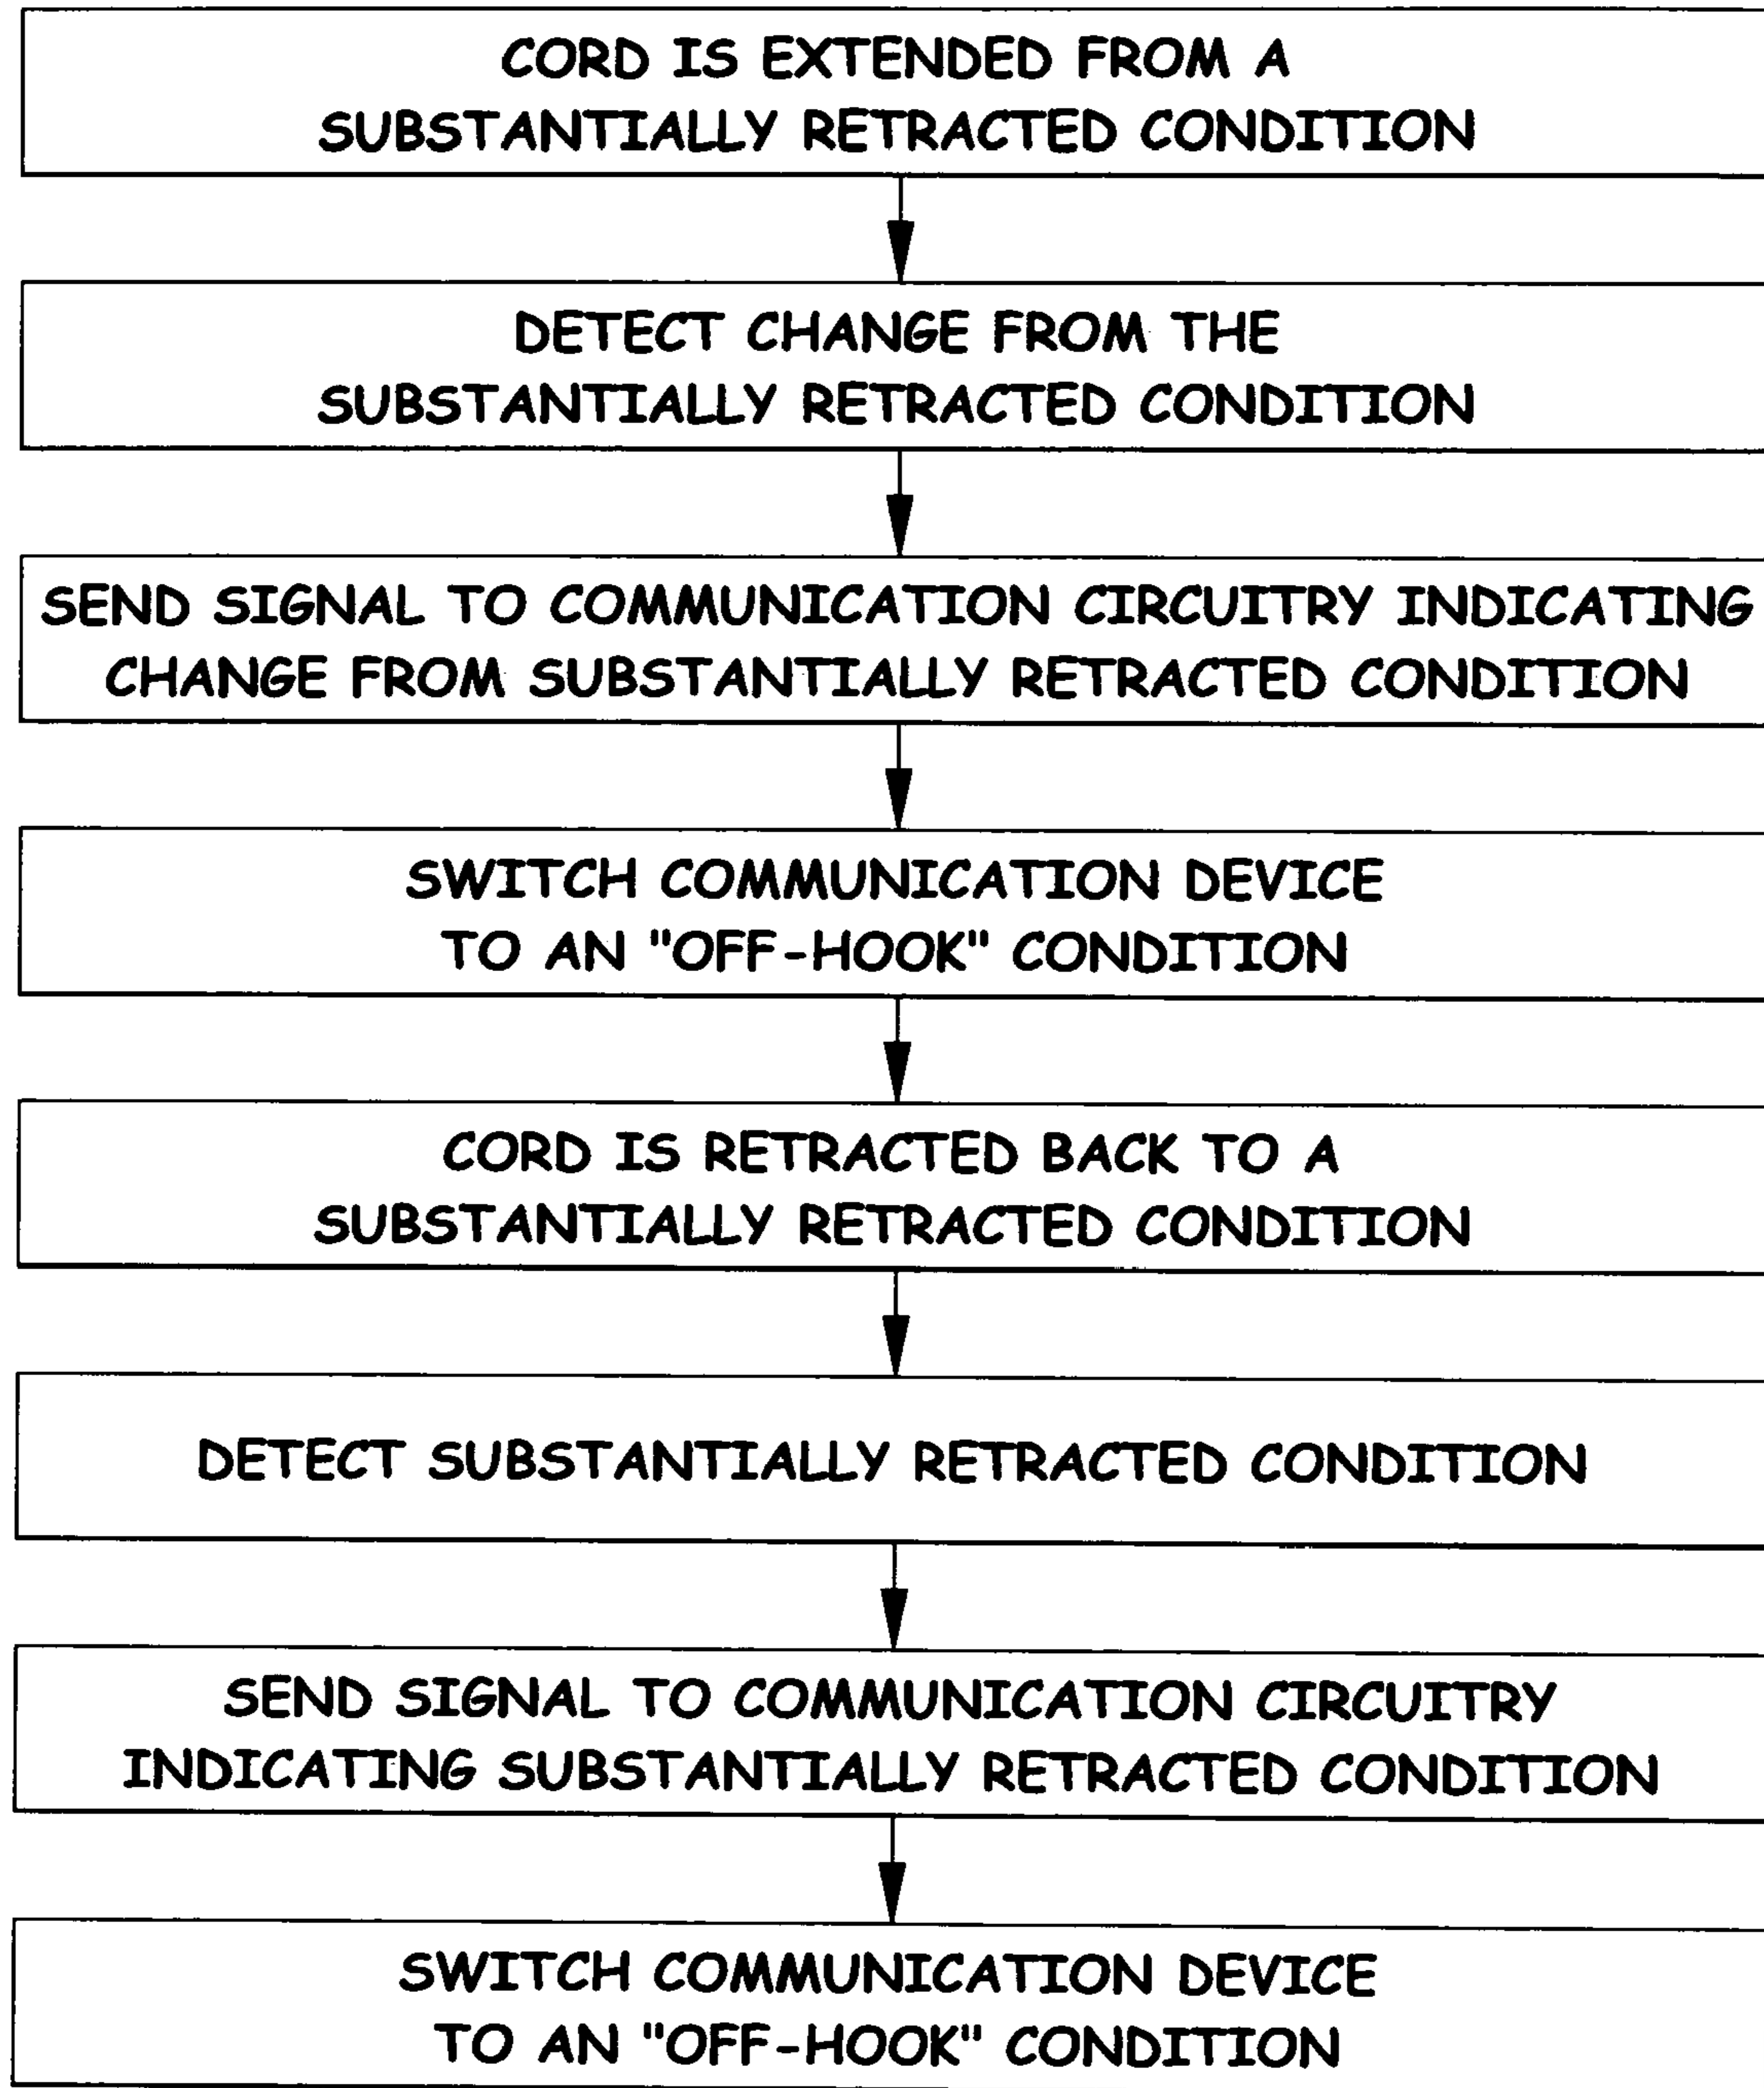 CORD IS EXTENDED FROM A
SUBSTANTIALLY RETRACTED CONDITION
DETECT CHANGE FROM THE
SUBSTANTIALLY RETRACTED CONDITION
SEND SIGNAL TO COMMUNICATION CIRCUITRY INDICATING
CHANGE FROM SUBSTANTIALLY RETRACTED CONDITION
SWITCH COMMUNICATION DEVICE
TO AN "OFF-HOOK" CONDITION
CORD IS RETRACTED BACK TO A
SUBSTANTIALLY RETRACTED CONDITION
DETECT SUBSTANTIALLY RETRACTED CONDITION
SEND SIGNAL TO COMMUNICATION CIRCUITRY
INDICATING SUBSTANTIALLY RETRACTED CONDITION
SWITCH COMMUNICATION DEVICE
TO AN "OFF-HOOK" CONDITION